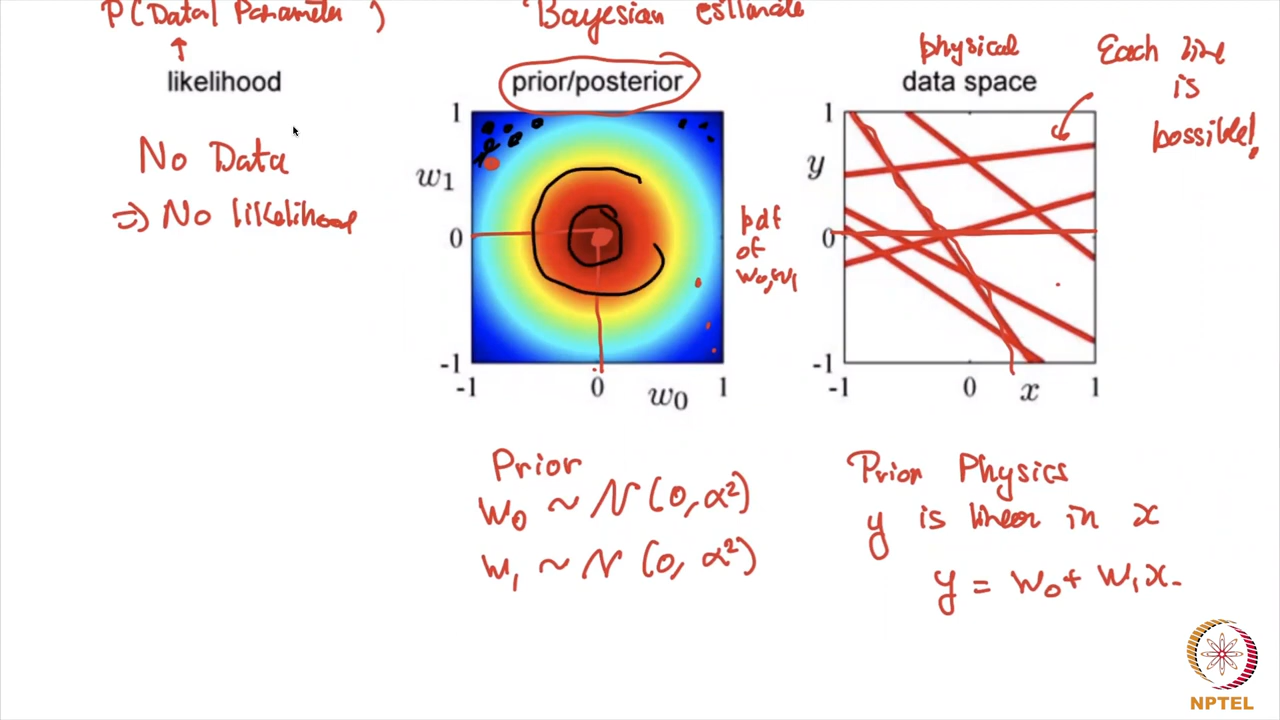 P(Data| Parameter )
Bayesian estimate
likelihood
No Data
=> No likelihood
prior/posterior
1
w1
0
-1
-1 0 w0 1
pdf
of
w0,w1
physical
data space
1
y
0
-1
-1 0 x 1
Each line
is
possible!
Prior
w0 ~ N(0, α²)
w1 ~ N(0, α²)
Prior Physics
y is linear in x
y = w0 + w1x.
NPTEL